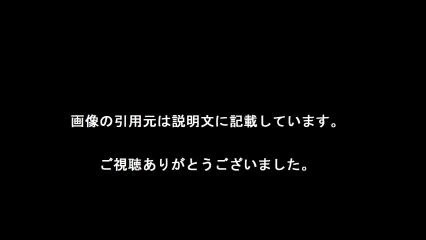 画像の引用元は説明文に記載しています。
ご視聴ありがとうございました。